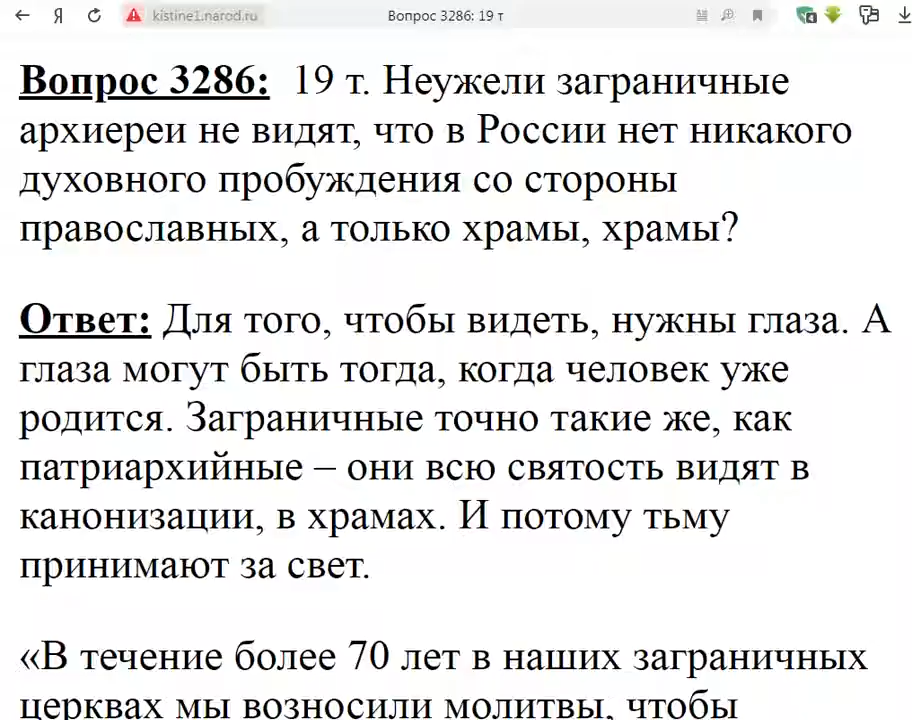 Я kistine1.narod.ru Вопрос 3286: 19 т
Вопрос 3286: 19 т. Неужели заграничные
архиереи не видят, что в России нет никакого
духовного пробуждения со стороны
православных, а только храмы, храмы?
Ответ: Для того, чтобы видеть, нужны глаза. А
глаза могут быть тогда, когда человек уже
родится. Заграничные точно такие же, как
патриархийные – они всю святость видят в
канонизации, в храмах. И потому тьму
принимают за свет.
«В течение более 70 лет в наших заграничных
церквах мы возносили молитвы, чтобы